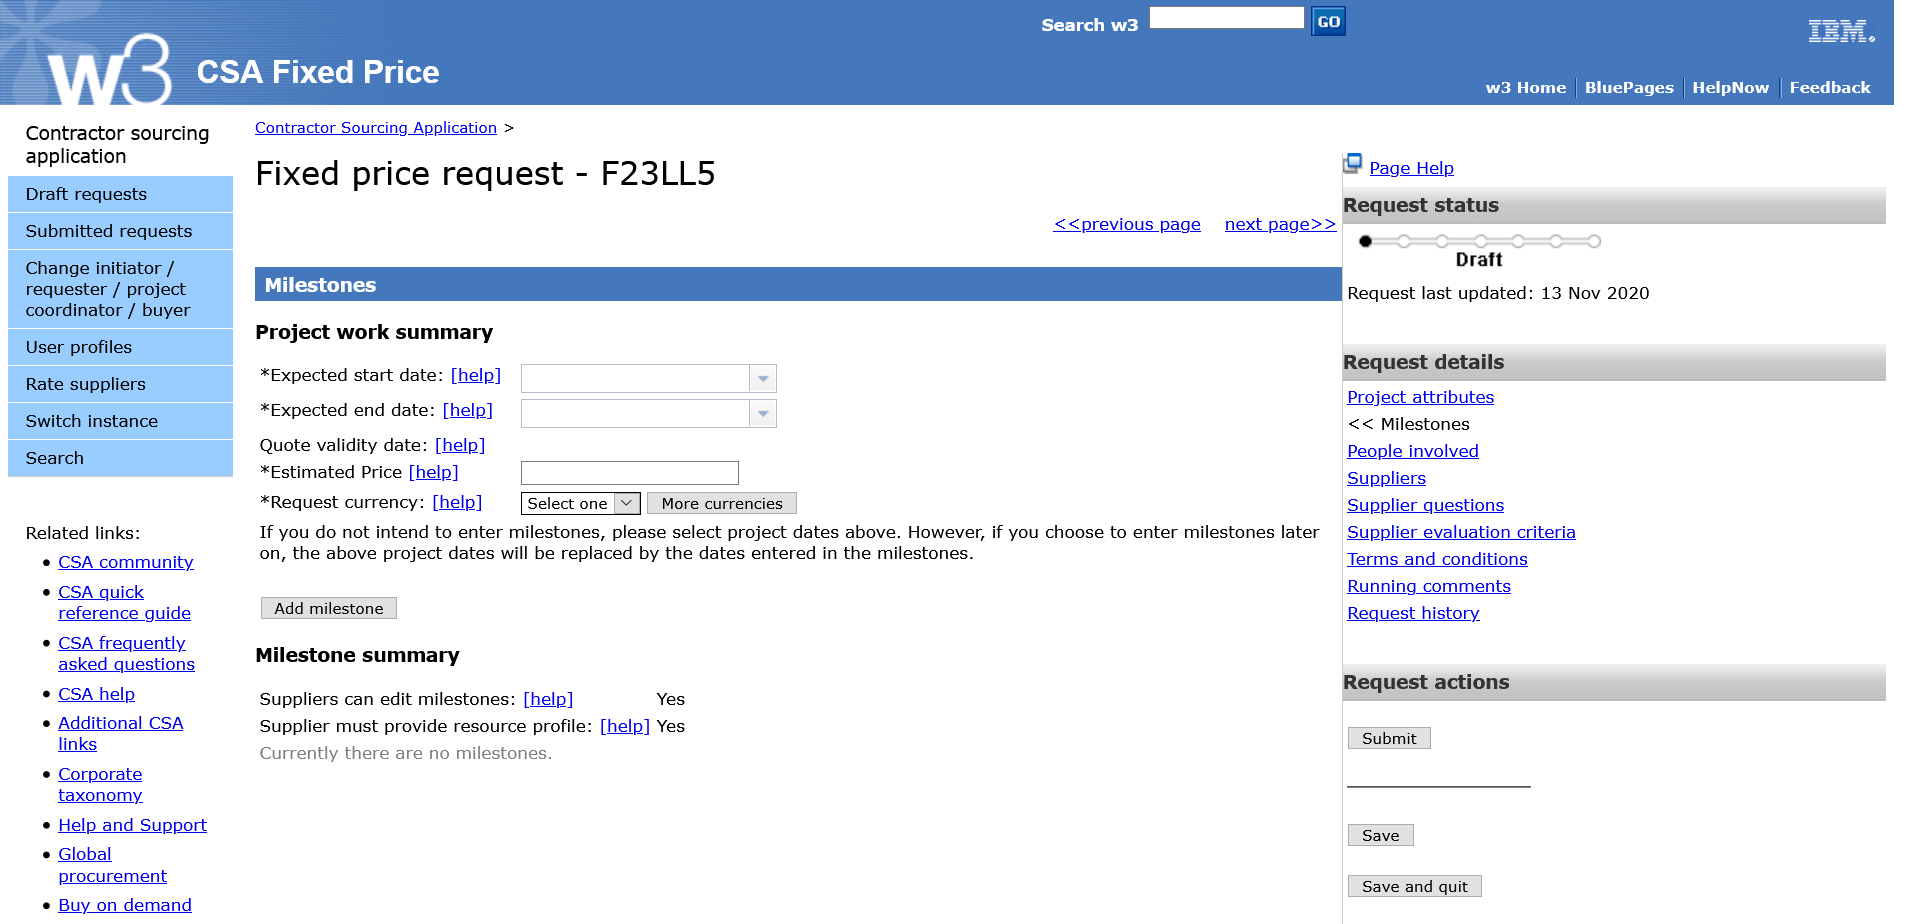 Search w3
GO
IBM.
w3 CSA Fixed Price
w3 Home BluePages HelpNow Feedback
Contractor sourcing
application
Draft requests
Submitted requests
Change initiator /
requester / project
coordinator / buyer
User profiles
Rate suppliers
Switch instance
Search
Related links:
CSA community
CSA quick
reference guide
CSA frequently
asked questions
CSA help
Additional CSA
links
Corporate
taxonomy
Help and Support
Global
procurement
Buy on demand
Contractor Sourcing Application >
Fixed price request - F23LL5
<<previous page next page>>
Milestones
Project work summary
*Expected start date: [help]
*Expected end date: [help]
Quote validity date: [help]
*Estimated Price [help]
*Request currency: [help] Select one More currencies
If you do not intend to enter milestones, please select project dates above. However, if you choose to enter milestones later
on, the above project dates will be replaced by the dates entered in the milestones.
Add milestone
Milestone summary
Suppliers can edit milestones: [help] Yes
Supplier must provide resource profile: [help] Yes
Currently there are no milestones.
Page Help
Request status
Draft
Request last updated: 13 Nov 2020
Request details
Project attributes
<< Milestones
People involved
Suppliers
Supplier questions
Supplier evaluation criteria
Terms and conditions
Running comments
Request history
Request actions
Submit
Save
Save and quit